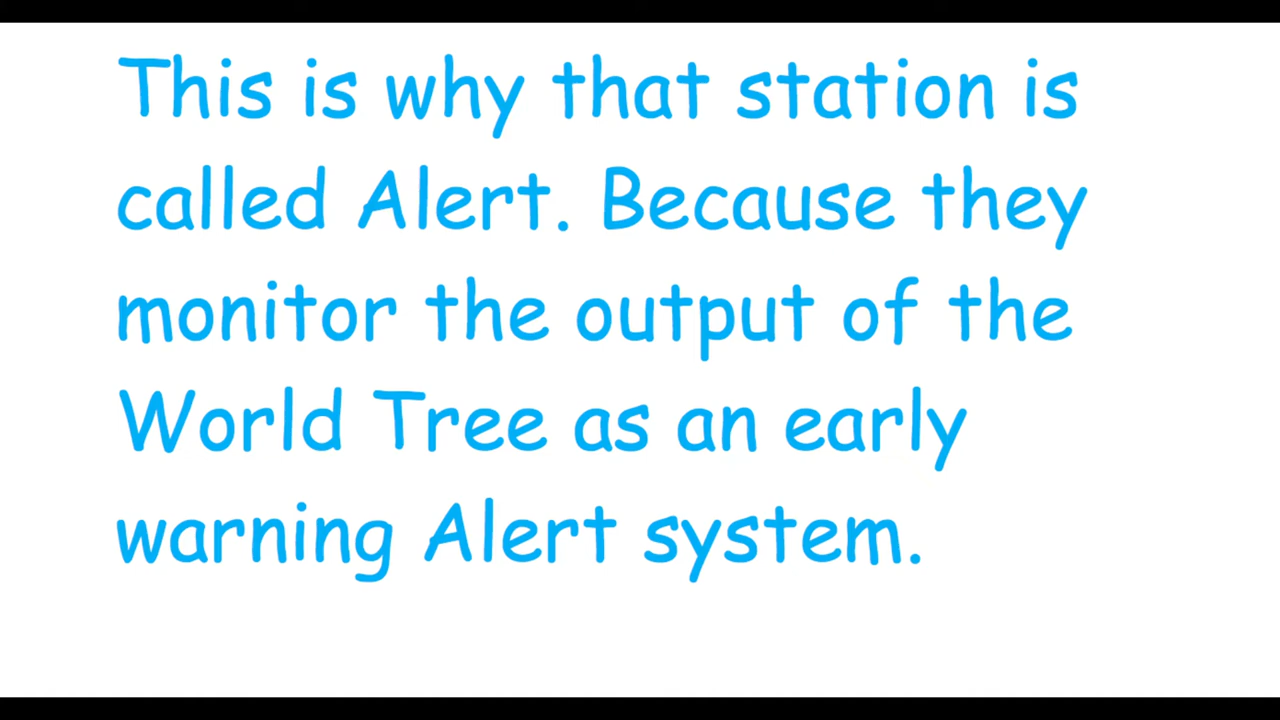 This is why that station is
called Alert. Because they
monitor the output of the
World Tree as an early
warning Alert system.